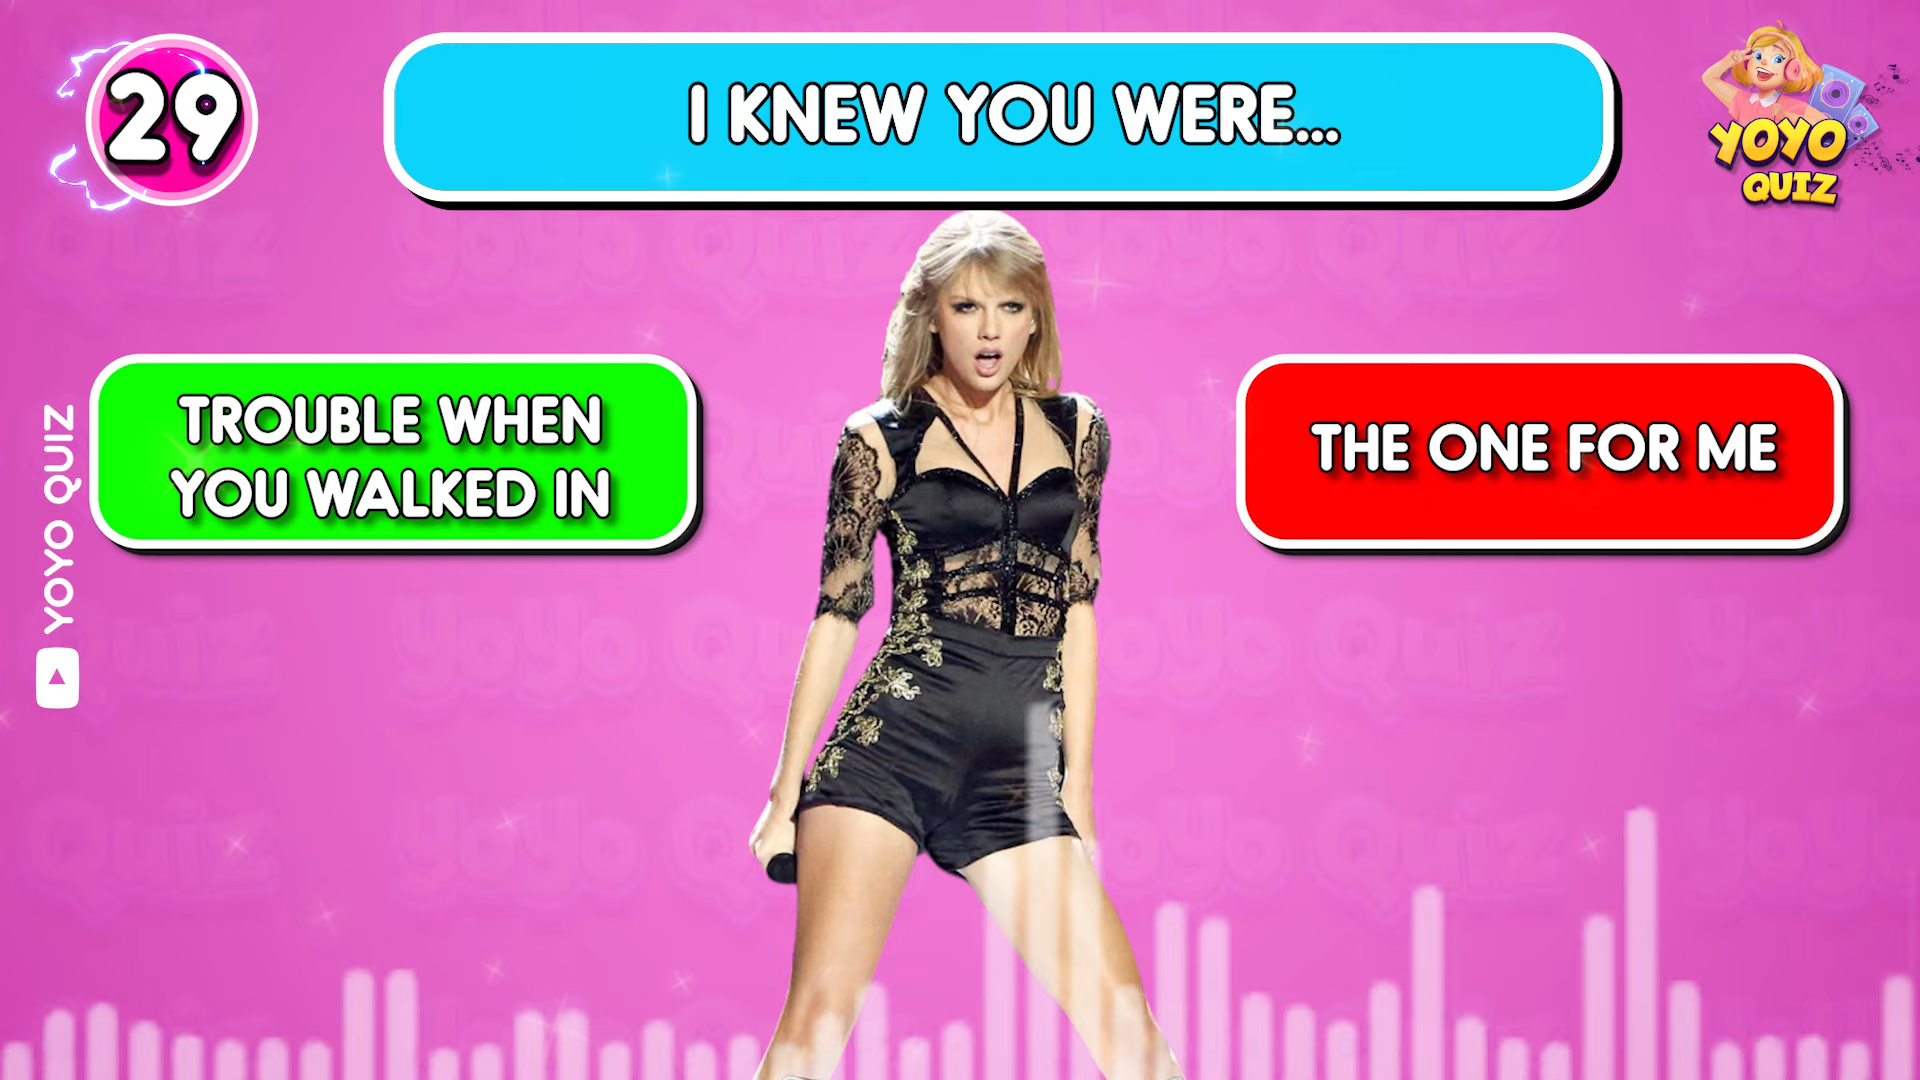 29
I KNEW YOU WERE...
YOYO
QUIZ
TROUBLE WHEN
YOU WALKED IN
THE ONE FOR ME
YOYO QUIZ